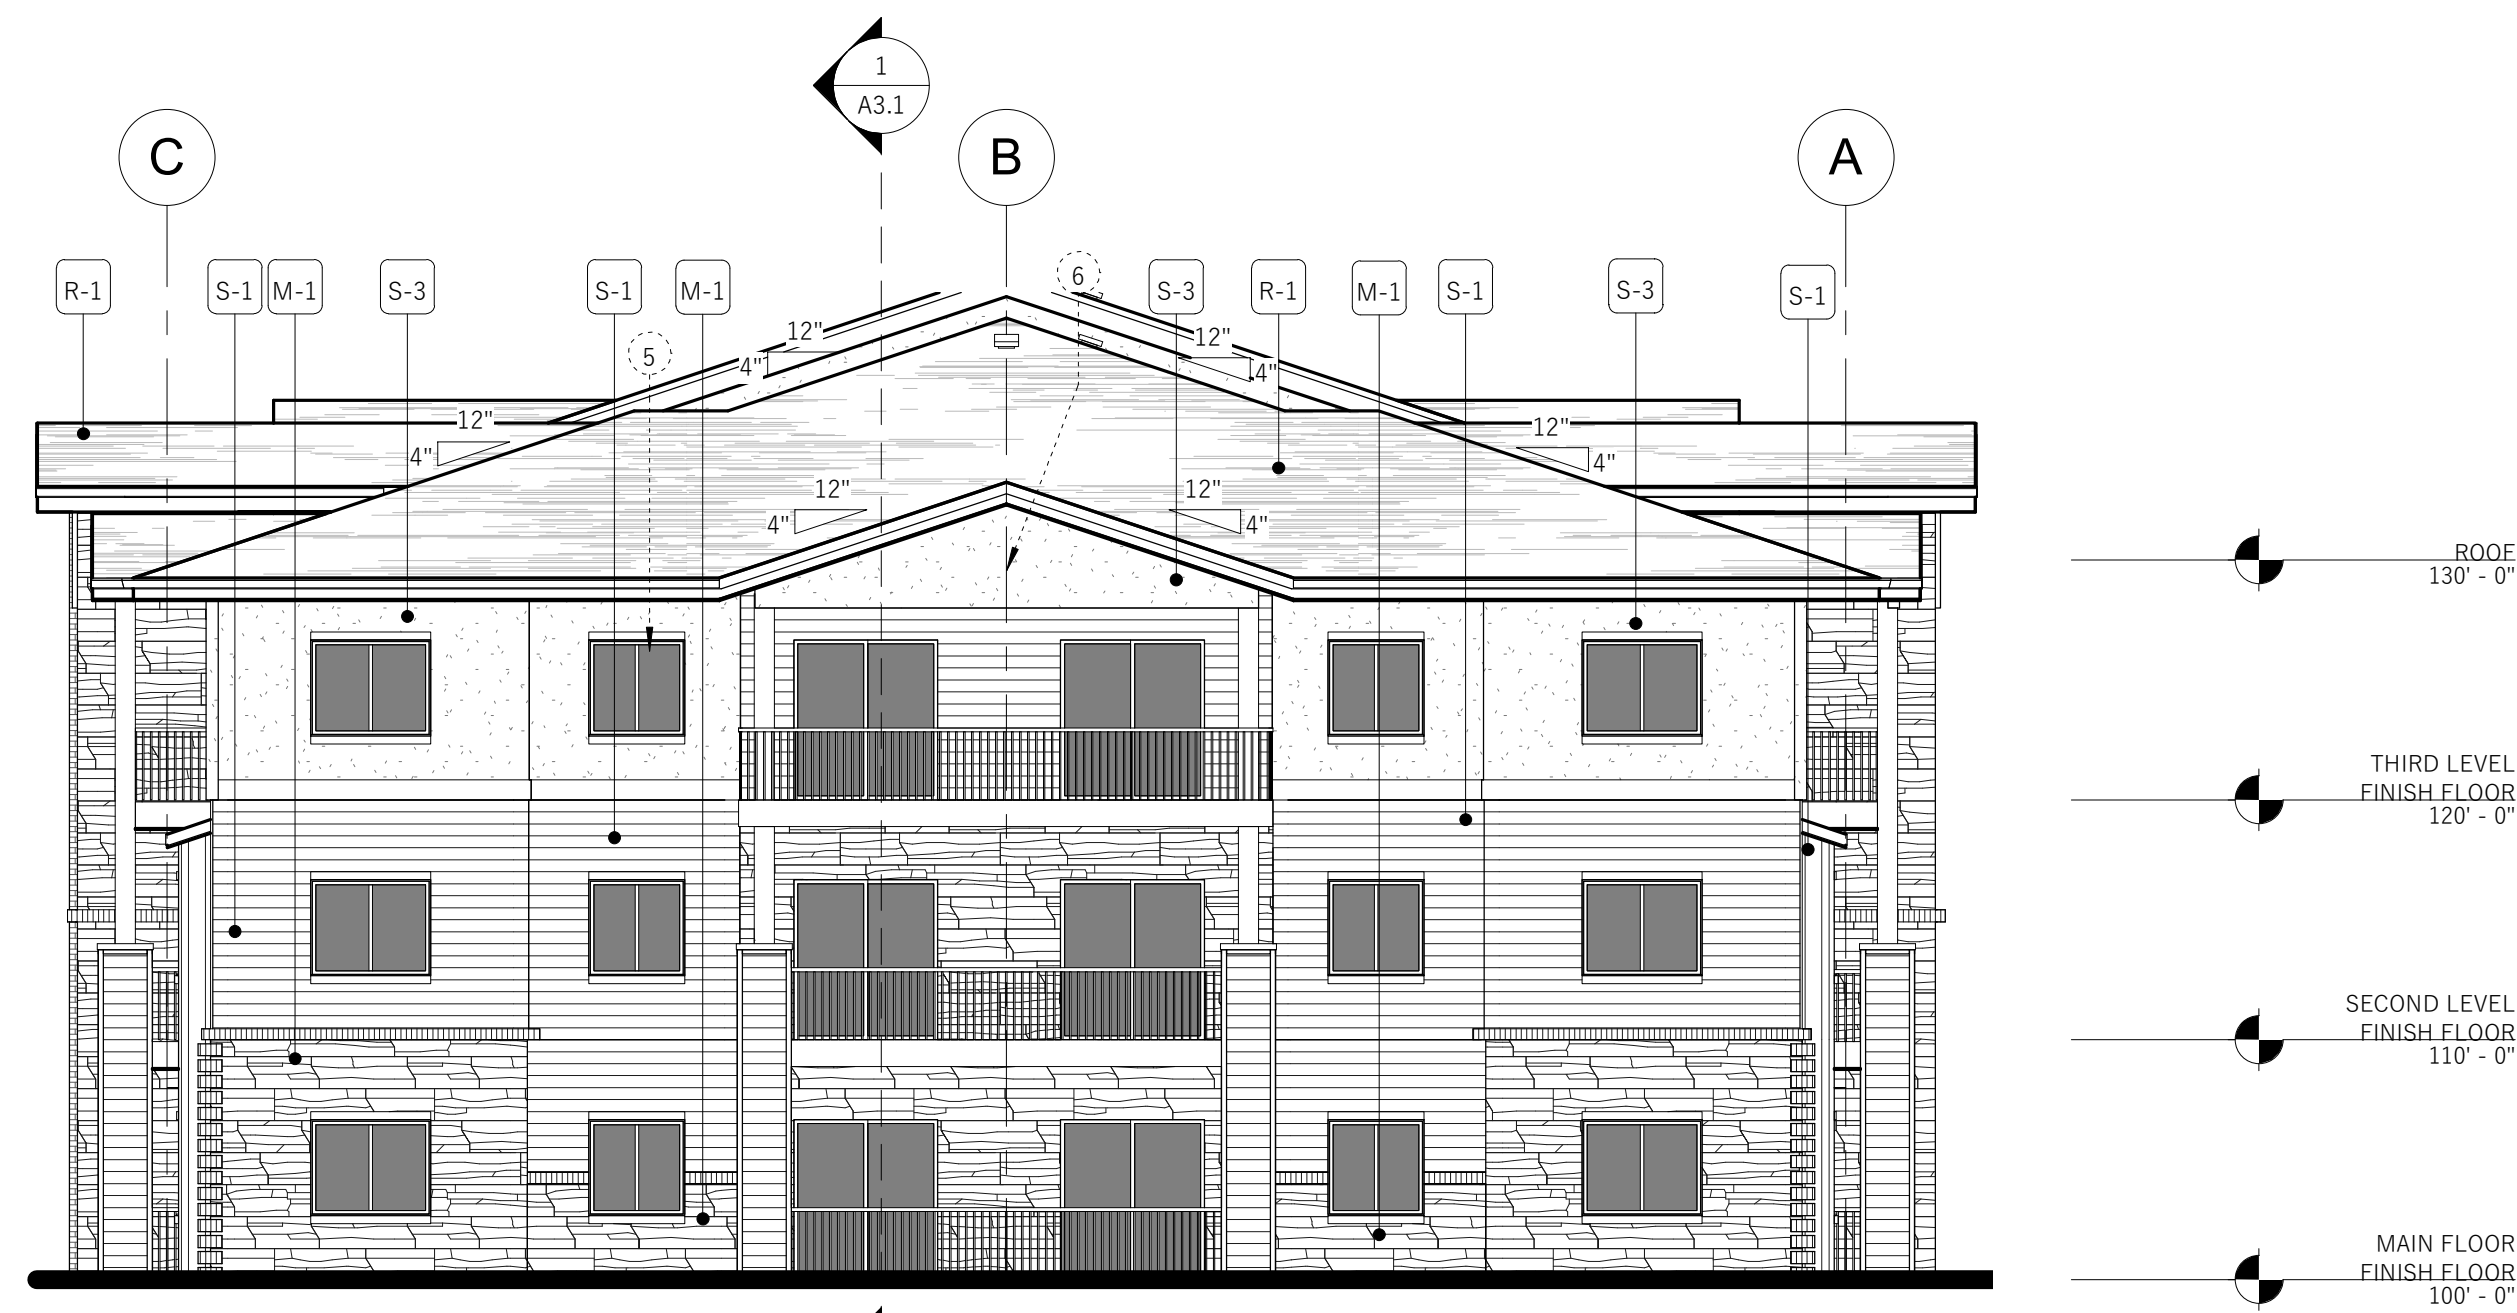 1
A3.1
C
B
A
R-1
S-1
M-1
S-3
S-1
M-1
6
S-3
R-1
M-1
S-1
S-3
S-1
5
12"
4"
12"
4"
12"
4"
12"
4"
12"
4"
12"
4"
ROOF
130' - 0"
THIRD LEVEL
FINISH FLOOR
120' - 0"
SECOND LEVEL
FINISH FLOOR
110' - 0"
MAIN FLOOR
FINISH FLOOR
100' - 0"